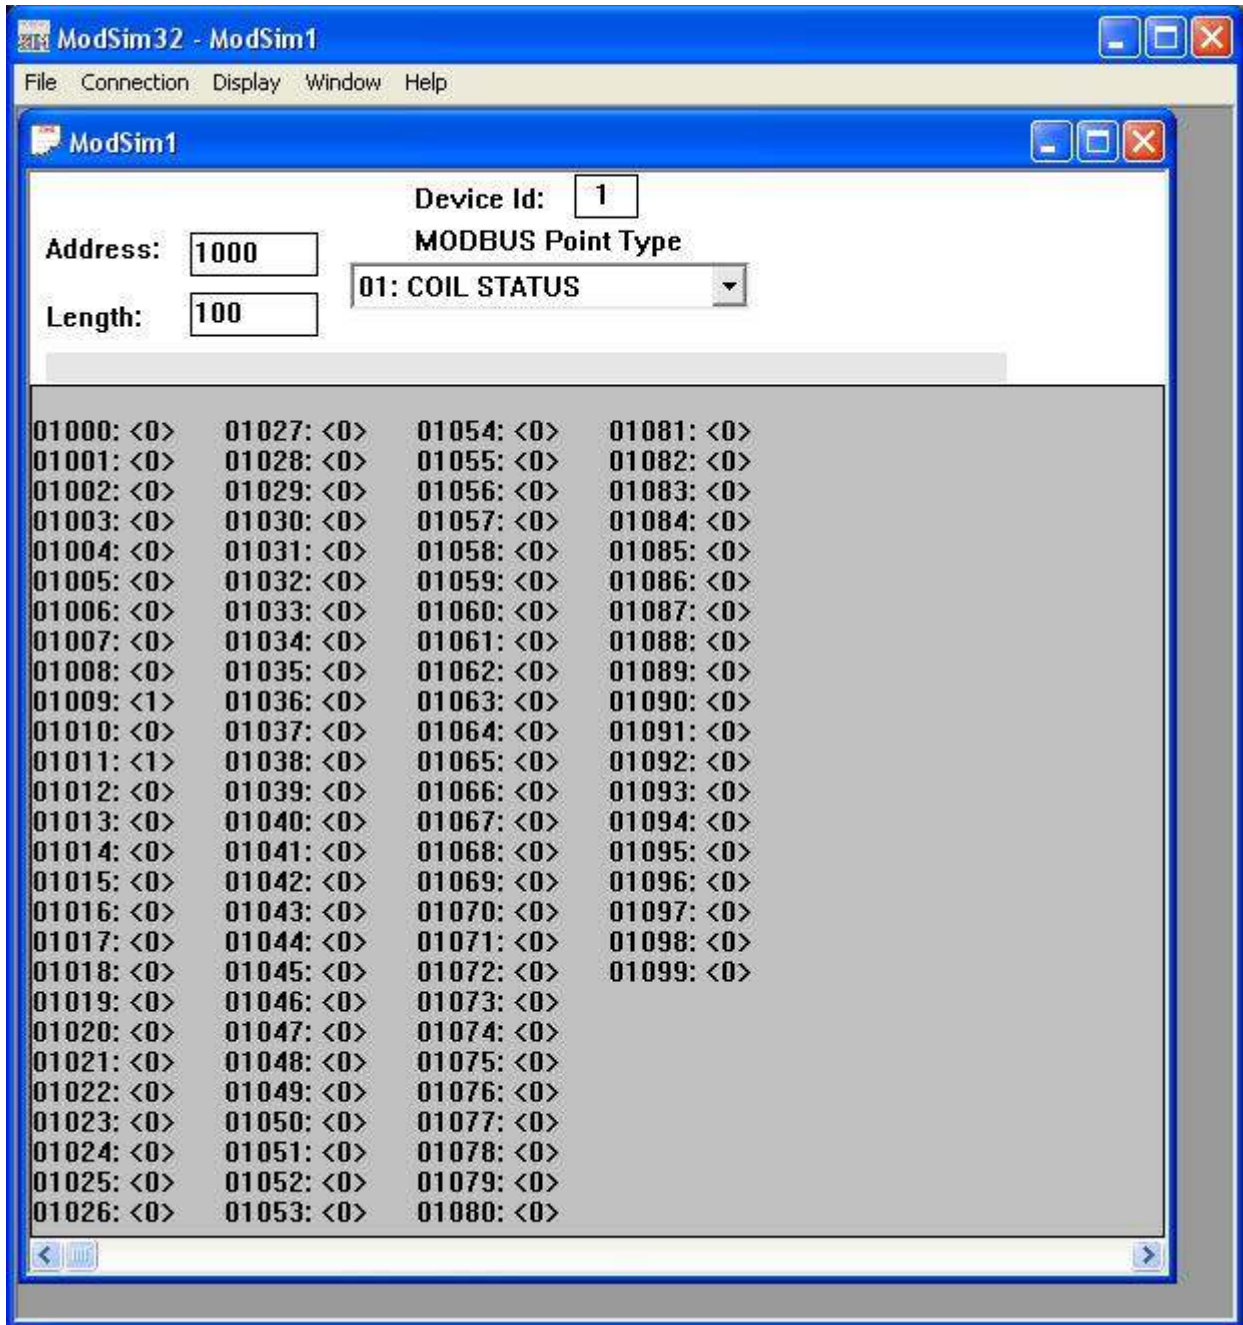 ModSim32 - ModSim1
File Connection Display Window Help
ModSim1
Device Id: 1
Address: 1000
MODBUS Point Type
01: COIL STATUS
Length: 100
01000: <0> 01027: <0> 01054: <0> 01081: <0>
01001: <0> 01028: <0> 01055: <0> 01082: <0>
01002: <0> 01029: <0> 01056: <0> 01083: <0>
01003: <0> 01030: <0> 01057: <0> 01084: <0>
01004: <0> 01031: <0> 01058: <0> 01085: <0>
01005: <0> 01032: <0> 01059: <0> 01086: <0>
01006: <0> 01033: <0> 01060: <0> 01087: <0>
01007: <0> 01034: <0> 01061: <0> 01088: <0>
01008: <0> 01035: <0> 01062: <0> 01089: <0>
01009: <1> 01036: <0> 01063: <0> 01090: <0>
01010: <0> 01037: <0> 01064: <0> 01091: <0>
01011: <1> 01038: <0> 01065: <0> 01092: <0>
01012: <0> 01039: <0> 01066: <0> 01093: <0>
01013: <0> 01040: <0> 01067: <0> 01094: <0>
01014: <0> 01041: <0> 01068: <0> 01095: <0>
01015: <0> 01042: <0> 01069: <0> 01096: <0>
01016: <0> 01043: <0> 01070: <0> 01097: <0>
01017: <0> 01044: <0> 01071: <0> 01098: <0>
01018: <0> 01045: <0> 01072: <0> 01099: <0>
01019: <0> 01046: <0> 01073: <0>
01020: <0> 01047: <0> 01074: <0>
01021: <0> 01048: <0> 01075: <0>
01022: <0> 01049: <0> 01076: <0>
01023: <0> 01050: <0> 01077: <0>
01024: <0> 01051: <0> 01078: <0>
01025: <0> 01052: <0> 01079: <0>
01026: <0> 01053: <0> 01080: <0>